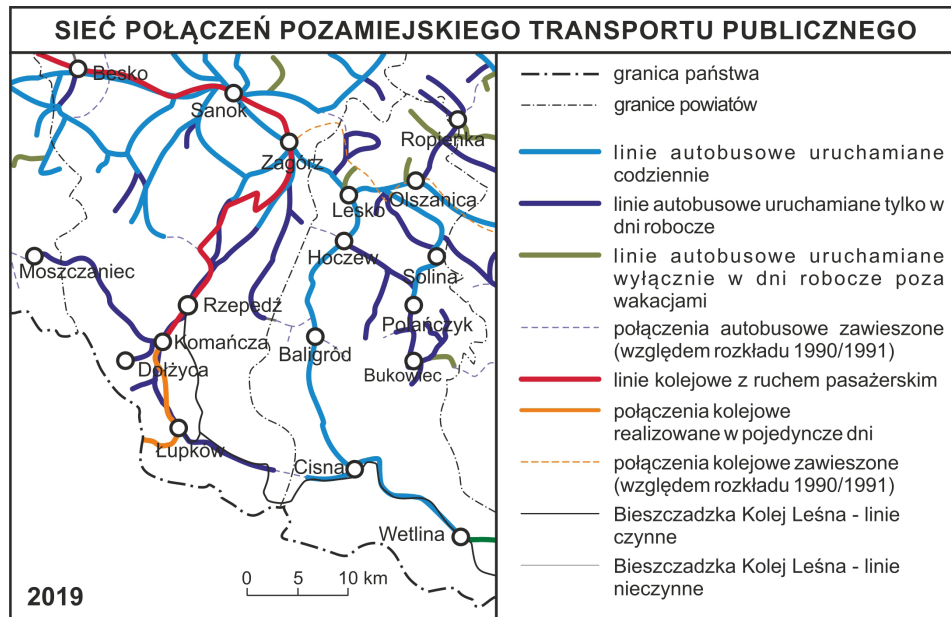 SIEĆ POŁĄCZEŃ POZAMIEJSKIEGO TRANSPORTU PUBLICZNEGO
Besko
Sanok
Ropieńka
Zagórz
Olszanica
Lesko
Hoczew
Moszczaniec
Solina
Rzepedź
Polańczyk
Komańcza
Baligród
Dołżyca
Bukowiec
Łupków
Cisna
Wetlina
0 5 10 km
2019
granica państwa
granice powiatów
linie autobusowe uruchamiane
codziennie
linie autobusowe uruchamiane tylko w
dni robocze
linie autobusowe uruchamiane
wyłącznie w dni robocze poza
wakacjami
połączenia autobusowe zawieszone
(względem rozkładu 1990/1991)
linie kolejowe z ruchem pasażerskim
połączenia kolejowe
realizowane w pojedyncze dni
połączenia kolejowe zawieszone
(względem rozkładu 1990/1991)
Bieszczadzka Kolej Leśna - linie
czynne
Bieszczadzka Kolej Leśna - linie
nieczynne